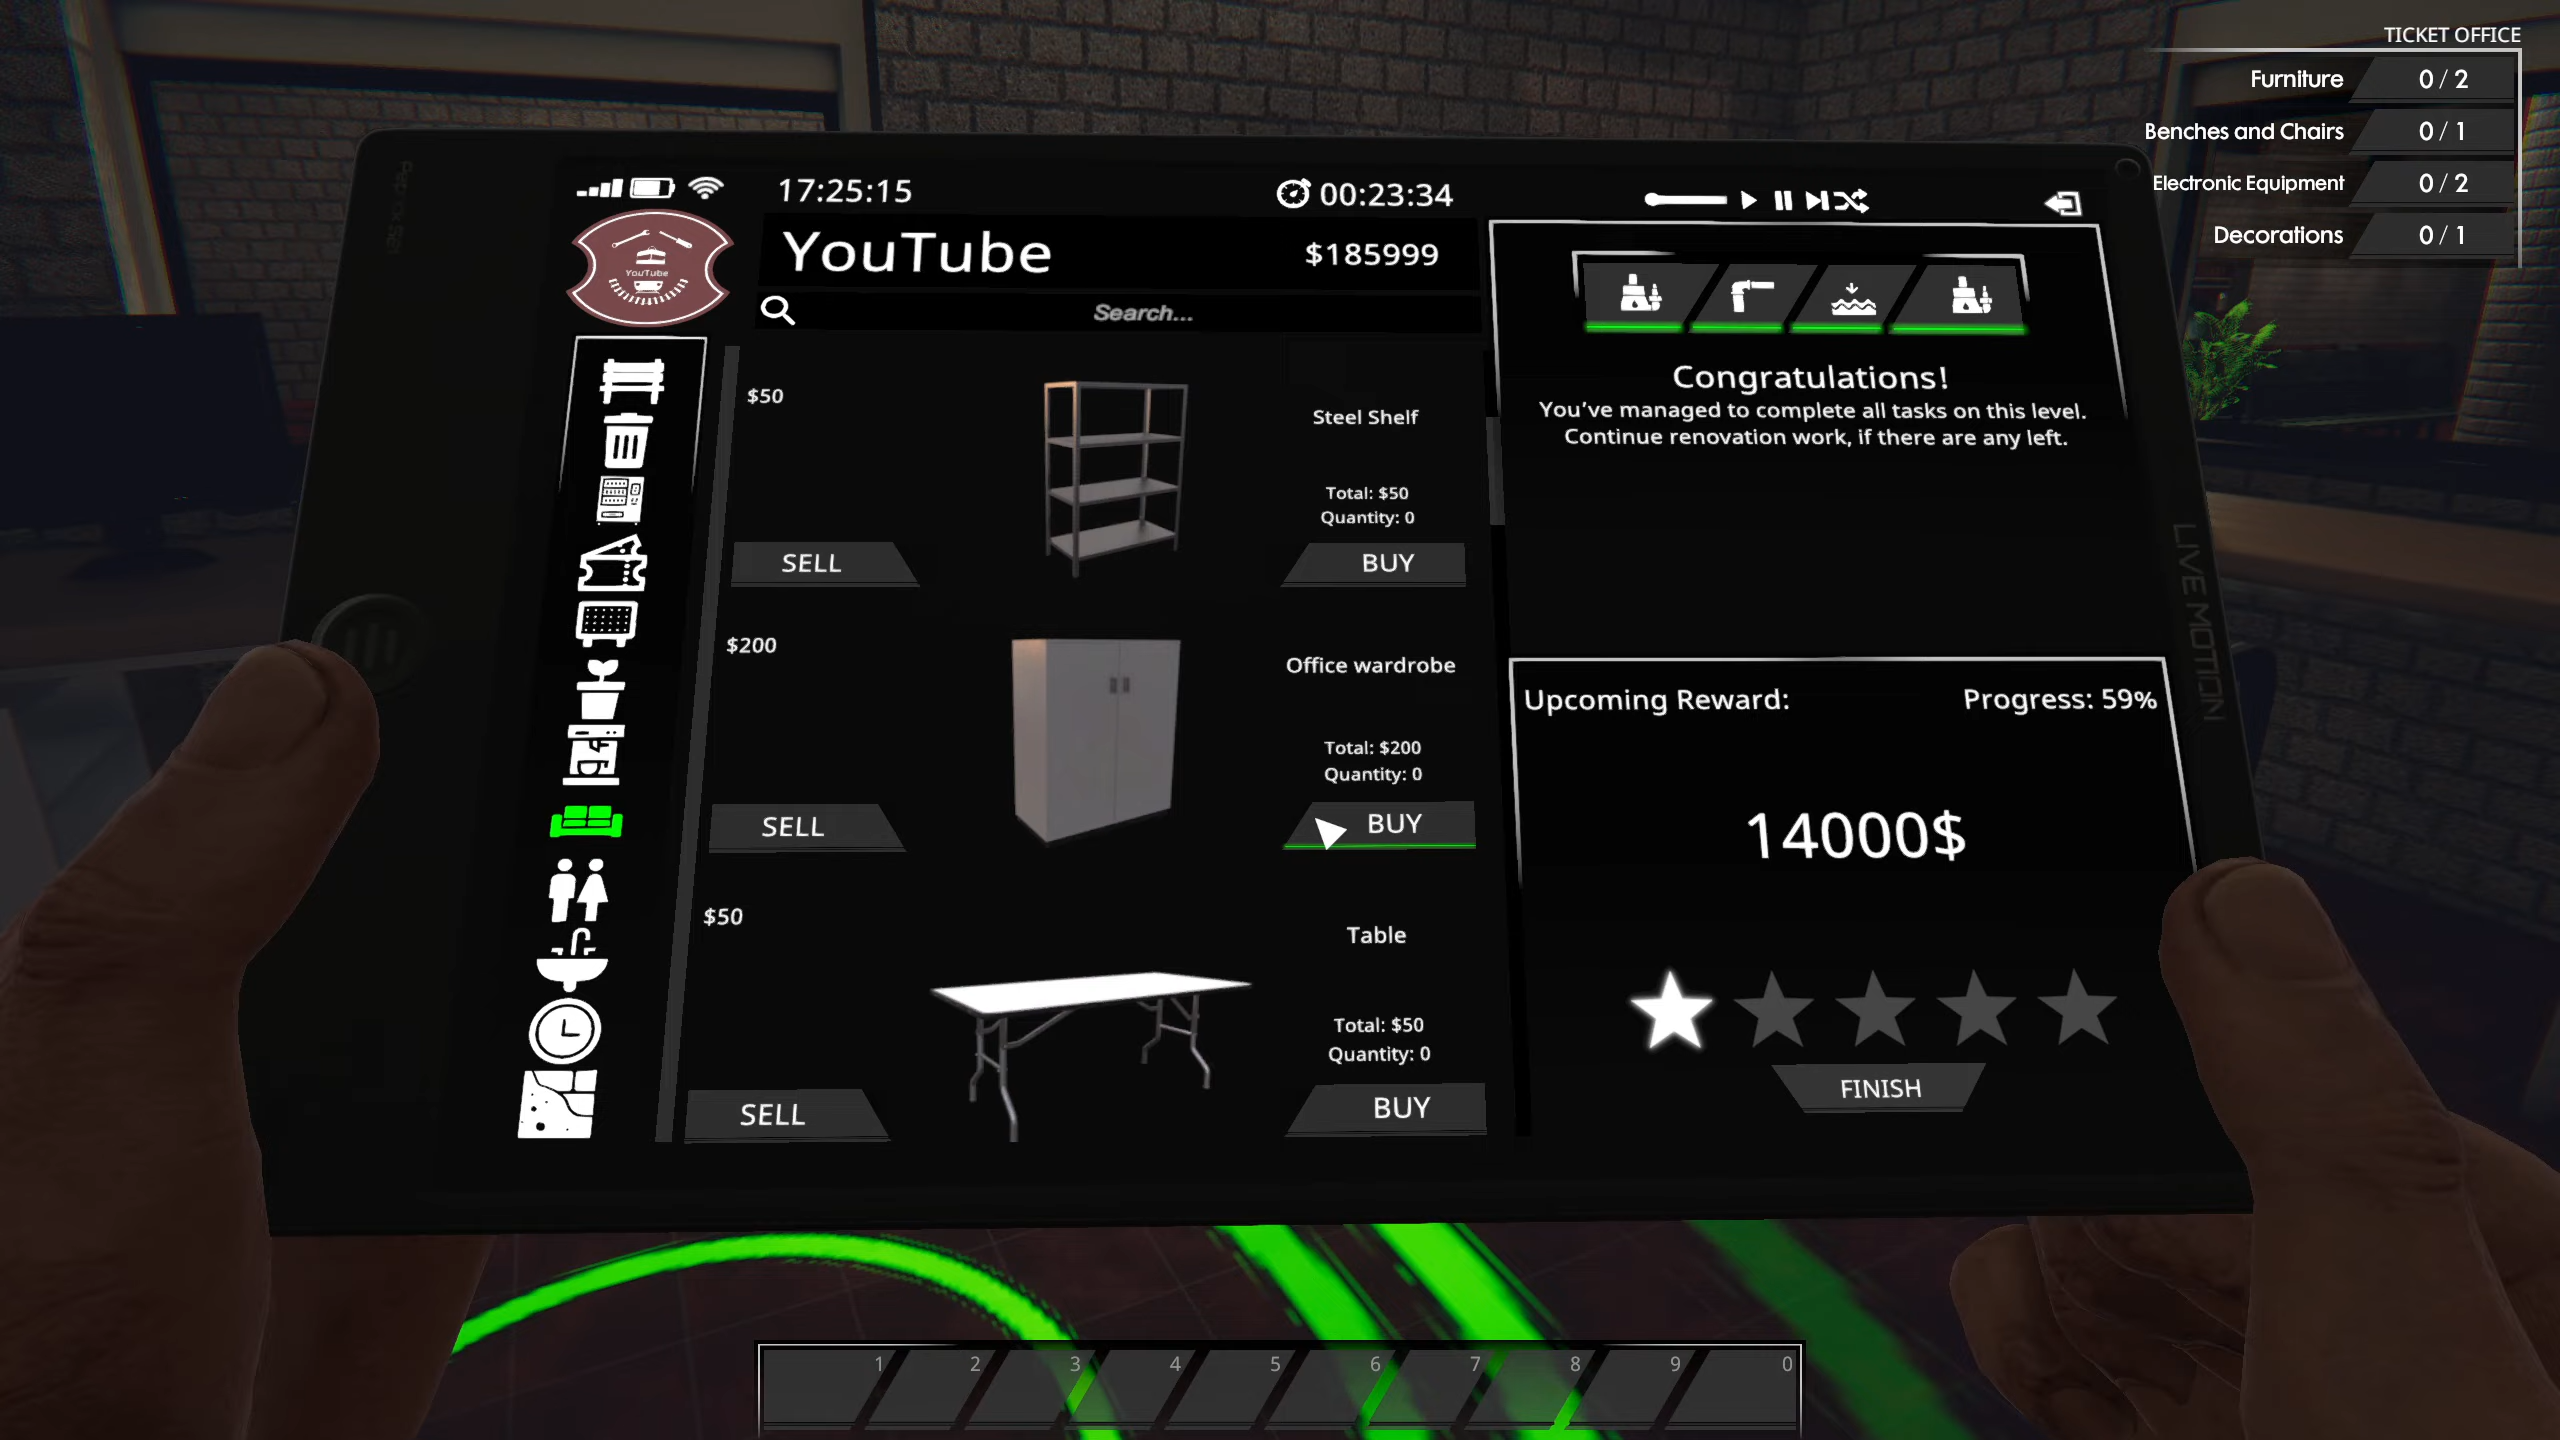 TICKET OFFICE
Furniture 0 / 2
Benches and Chairs 0 / 1
Electronic Equipment 0 / 2
Decorations 0 / 1
17:25:15
00:23:34
YouTube
YouTube
$185999
Search...
$50
Steel Shelf
Total: $50
Quantity: 0
SELL
BUY
$200
Office wardrobe
Total: $200
Quantity: 0
SELL
BUY
$50
Table
Total: $50
Quantity: 0
SELL
BUY
Congratulations!
You've managed to complete all tasks on this level.
Continue renovation work, if there are any left.
Upcoming Reward:
Progress: 59%
14000$
FINISH
LIVE MOTION
1 2 3 4 5 6 7 8 9 0